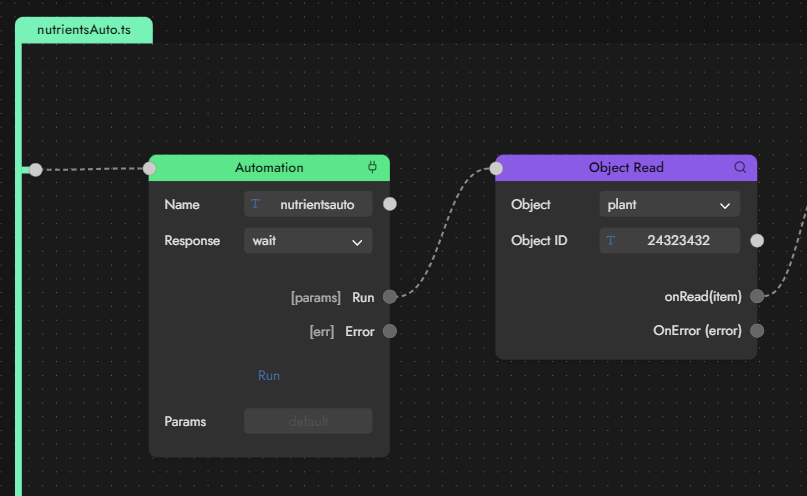 nutrientsAuto.ts
Automation
Name T nutrientsauto
Response wait
[params] Run
[err] Error
Run
Params default
Object Read
Object plant
Object ID T 24323432
onRead(item)
OnError (error)